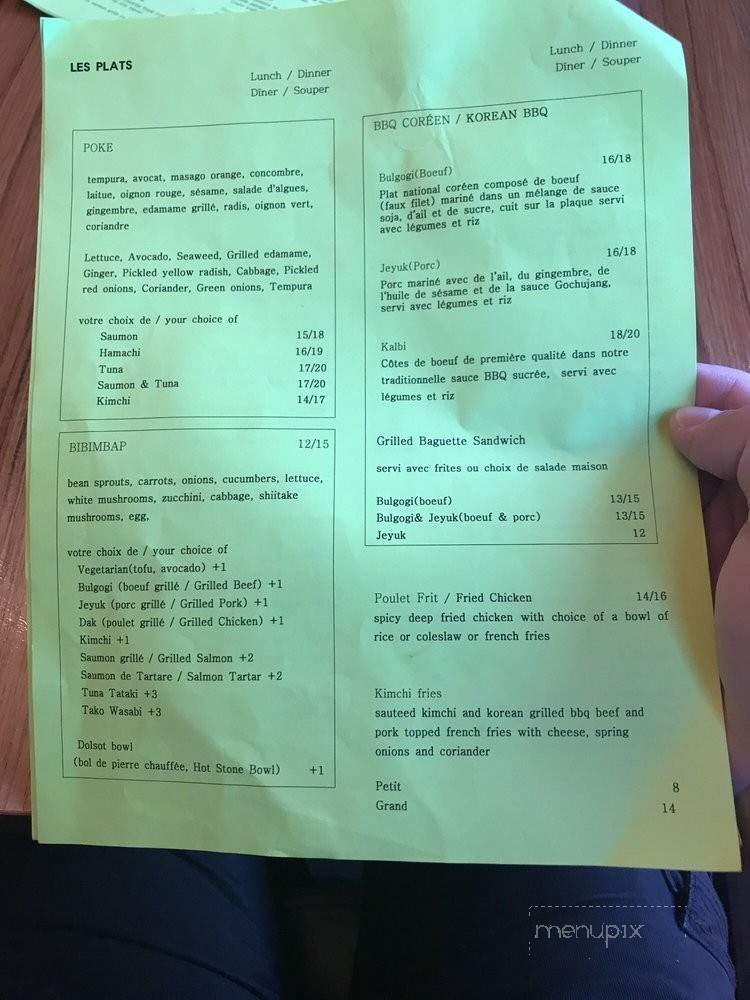 LES PLATS
Lunch / Dinner
Dîner / Souper
POKE
tempura, avocat, masago orange, concombre,
laitue, oignon rouge, sésame, salade d'algues,
gingembre, edamame grillé, radis, oignon vert,
coriandre
Lettuce, Avocado, Seaweed, Grilled edamame,
Ginger, Pickled yellow radish, Cabbage, Pickled
red onions, Coriander, Green onions, Tempura
votre choix de / your choice of
Saumon 15/18
Hamachi 16/19
Tuna 17/20
Saumon & Tuna 17/20
Kimchi 14/17
BIBIMBAP 12/15
bean sprouts, carrots, onions, cucumbers, lettuce,
white mushrooms, zucchini, cabbage, shiitake
mushrooms, egg,
votre choix de / your choice of
Vegetarian(tofu, avocado) +1
Bulgogi (boeuf grillé / Grilled Beef) +1
Jeyuk (porc grillé / Grilled Pork) +1
Dak (poulet grillé / Grilled Chicken) +1
Kimchi +1
Saumon grillé / Grilled Salmon +2
Saumon de Tartare / Salmon Tartar +2
Tuna Tataki +3
Tako Wasabi +3
Dolsot bowl
(bol de pierre chauffée, Hot Stone Bowl) +1
Lunch / Dinner
Dîner / Souper
BBQ CORÉEN / KOREAN BBQ
16/18
Bulgogi(Boeuf)
Plat national coréen composé de boeuf
(faux filet) mariné dans un mélange de sauce
soja, d'ail et de sucre, cuit sur la plaque servi
avec légumes et riz
16/18
Jeyuk(Porc)
Porc mariné avec de l'ail, du gingembre, de
l'huile de sésame et de la sauce Gochujang,
servi avec légumes et riz
18/20
Kalbi
Côtes de boeuf de première qualité dans notre
traditionnelle sauce BBQ sucrée, servi avec
légumes et riz
Grilled Baguette Sandwich
servi avec frites ou choix de salade maison
Bulgogi(boeuf) 13/15
Bulgogi& Jeyuk(boeuf & porc) 13/15
Jeyuk 12
Poulet Frit / Fried Chicken 14/16
spicy deep fried chicken with choice of a bowl of
rice or coleslaw or french fries
Kimchi fries
sauteed kimchi and korean grilled bbq beef and
pork topped french fries with cheese, spring
onions and coriander
Petit 8
Grand 14
menupix